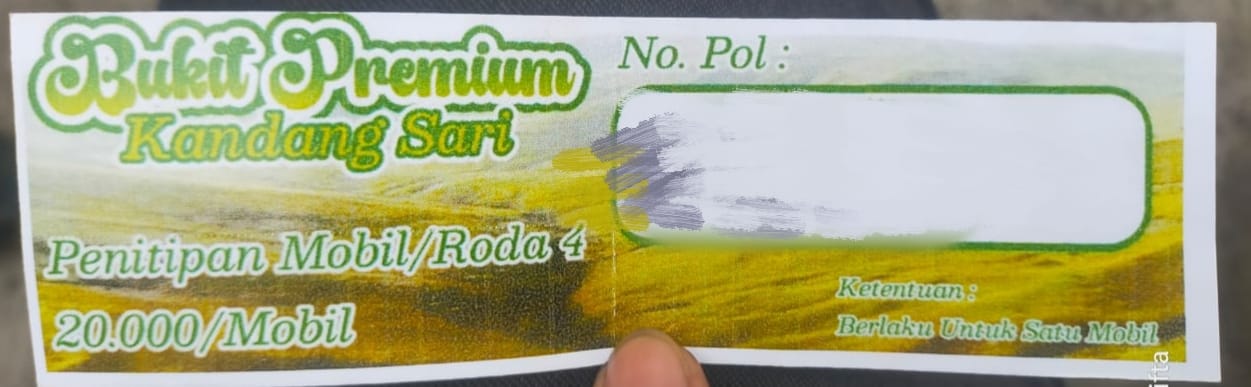 Bukit Premium
Kandang Sari
Penitipan Mobil/Roda 4
20.000/Mobil
No. Pol :
Ketentuan :
Berlaku Untuk Satu Mobil